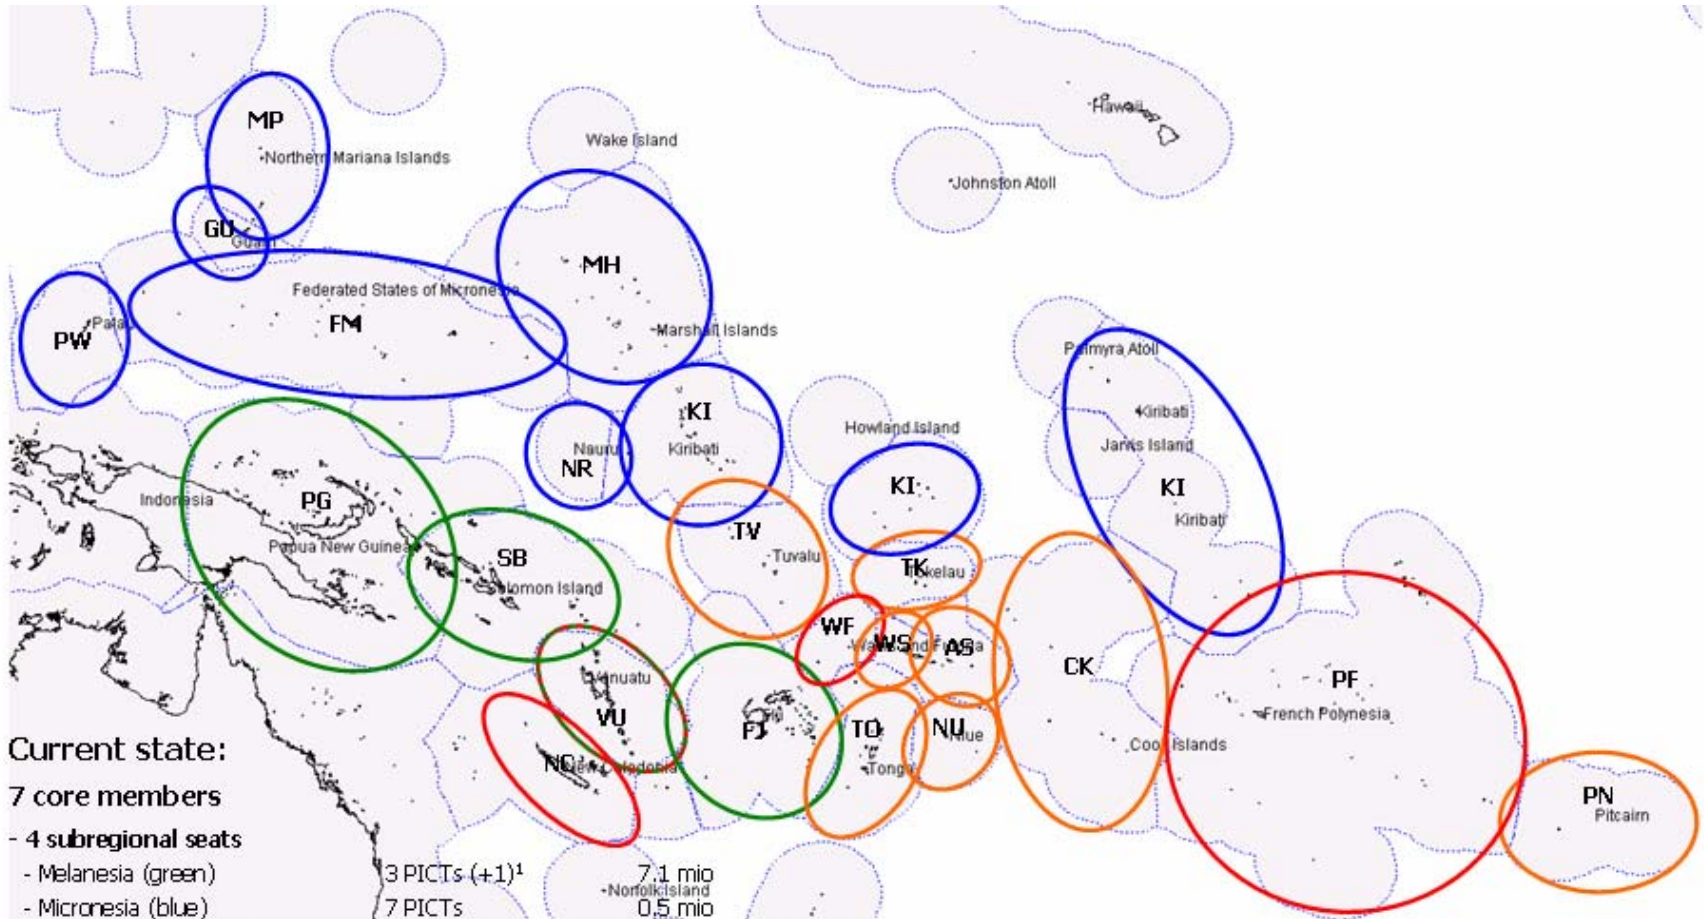 MP
Northern Mariana Islands
Wake Island
Hawaii
Johnston Atoll
GU
Guam
MH
Federated States of Micronesia
FM
Marshall Islands
Palau
PW
Palmyra Atoll
KI
Kiribati
Nauru
NR
Kiribati
Howland Island
Jarvis Island
KI
KI
Kiribati
Indonesia
PG
Papua New Guinea
SB
Solomon Island
TV
Tuvalu
TK
Tokelau
WF
WS
Wallis and Futuna
AS
CK
Vanuatu
VU
FJ
Fiji
TO
Tonga
NU
Niue
Cook Islands
PF
French Polynesia
NC
New Caledonia
PN
Pitcairn
Current state:
7 core members
- 4 subregional seats
- Melanesia (green) 3 PICTs (+1)¹ 7.1 mio
- Micronesia (blue) 7 PICTs 0.5 mio
Norfolk Island